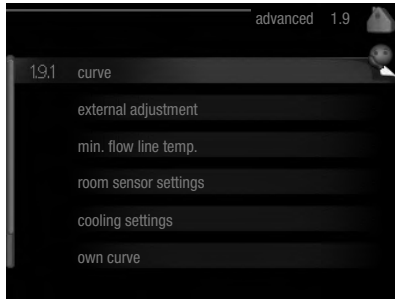 advanced 1.9
1.9.1 curve
external adjustment
min. flow line temp.
room sensor settings
cooling settings
own curve